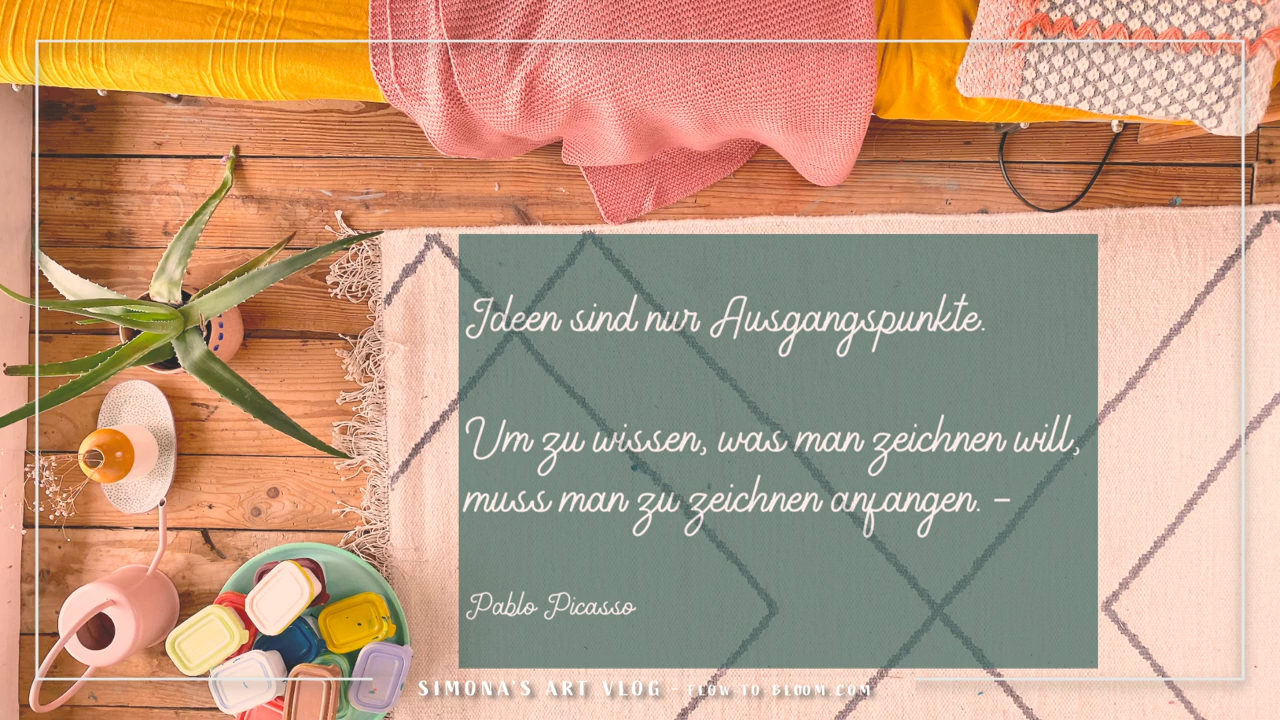 Ideen sind nur Ausgangspunkte.
Um zu wissen, was man zeichnen will,
muss man zu zeichnen anfangen. –
Pablo Picasso
SIMONA'S ART VLOG - FLOW TO BLOOM.COM